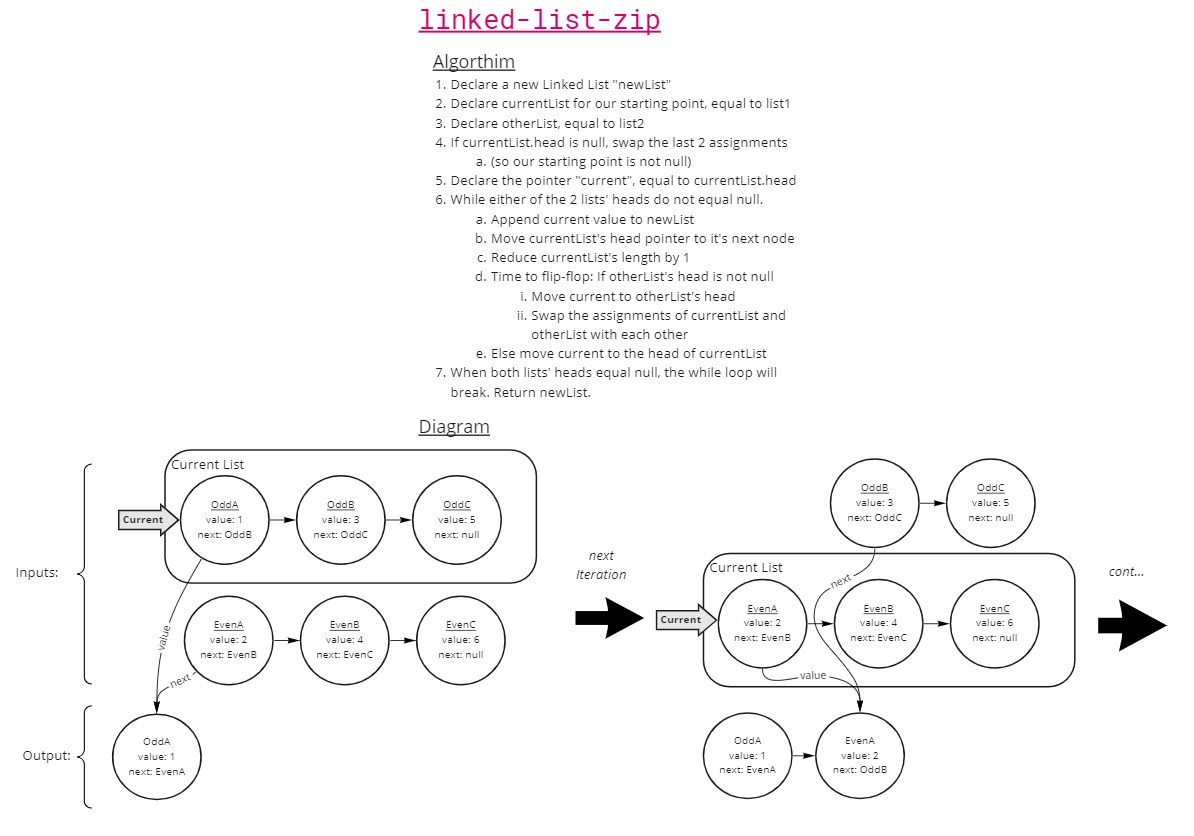 linked-list-zip
Algorthim
1. Declare a new Linked List "newList"
2. Declare currentList for our starting point, equal to list1
3. Declare otherList, equal to list2
4. If currentList.head is null, swap the last 2 assignments
a. (so our starting point is not null)
5. Declare the pointer "current", equal to currentList.head
6. While either of the 2 lists' heads do not equal null.
a. Append current value to newList
b. Move currentList's head pointer to it's next node
c. Reduce currentList's length by 1
d. Time to flip-flop: If otherList's head is not null
i. Move current to otherList's head
ii. Swap the assignments of currentList and
otherList with each other
e. Else move current to the head of currentList
7. When both lists' heads equal null, the while loop will
break. Return newList.
Diagram
Inputs:
Current List
Current
OddA
value: 1
next: OddB
OddB
value: 3
next: OddC
OddC
value: 5
next: null
EvenA
value: 2
next: EvenB
EvenB
value: 4
next: EvenC
EvenC
value: 6
next: null
value
next
Output:
OddA
value: 1
next: EvenA
next
Iteration
OddB
value: 3
next: OddC
OddC
value: 5
next: null
Current List
Current
EvenA
value: 2
next: EvenB
EvenB
value: 4
next: EvenC
EvenC
value: 6
next: null
next
value
OddA
value: 1
next: EvenA
EvenA
value: 2
next: OddB
cont...